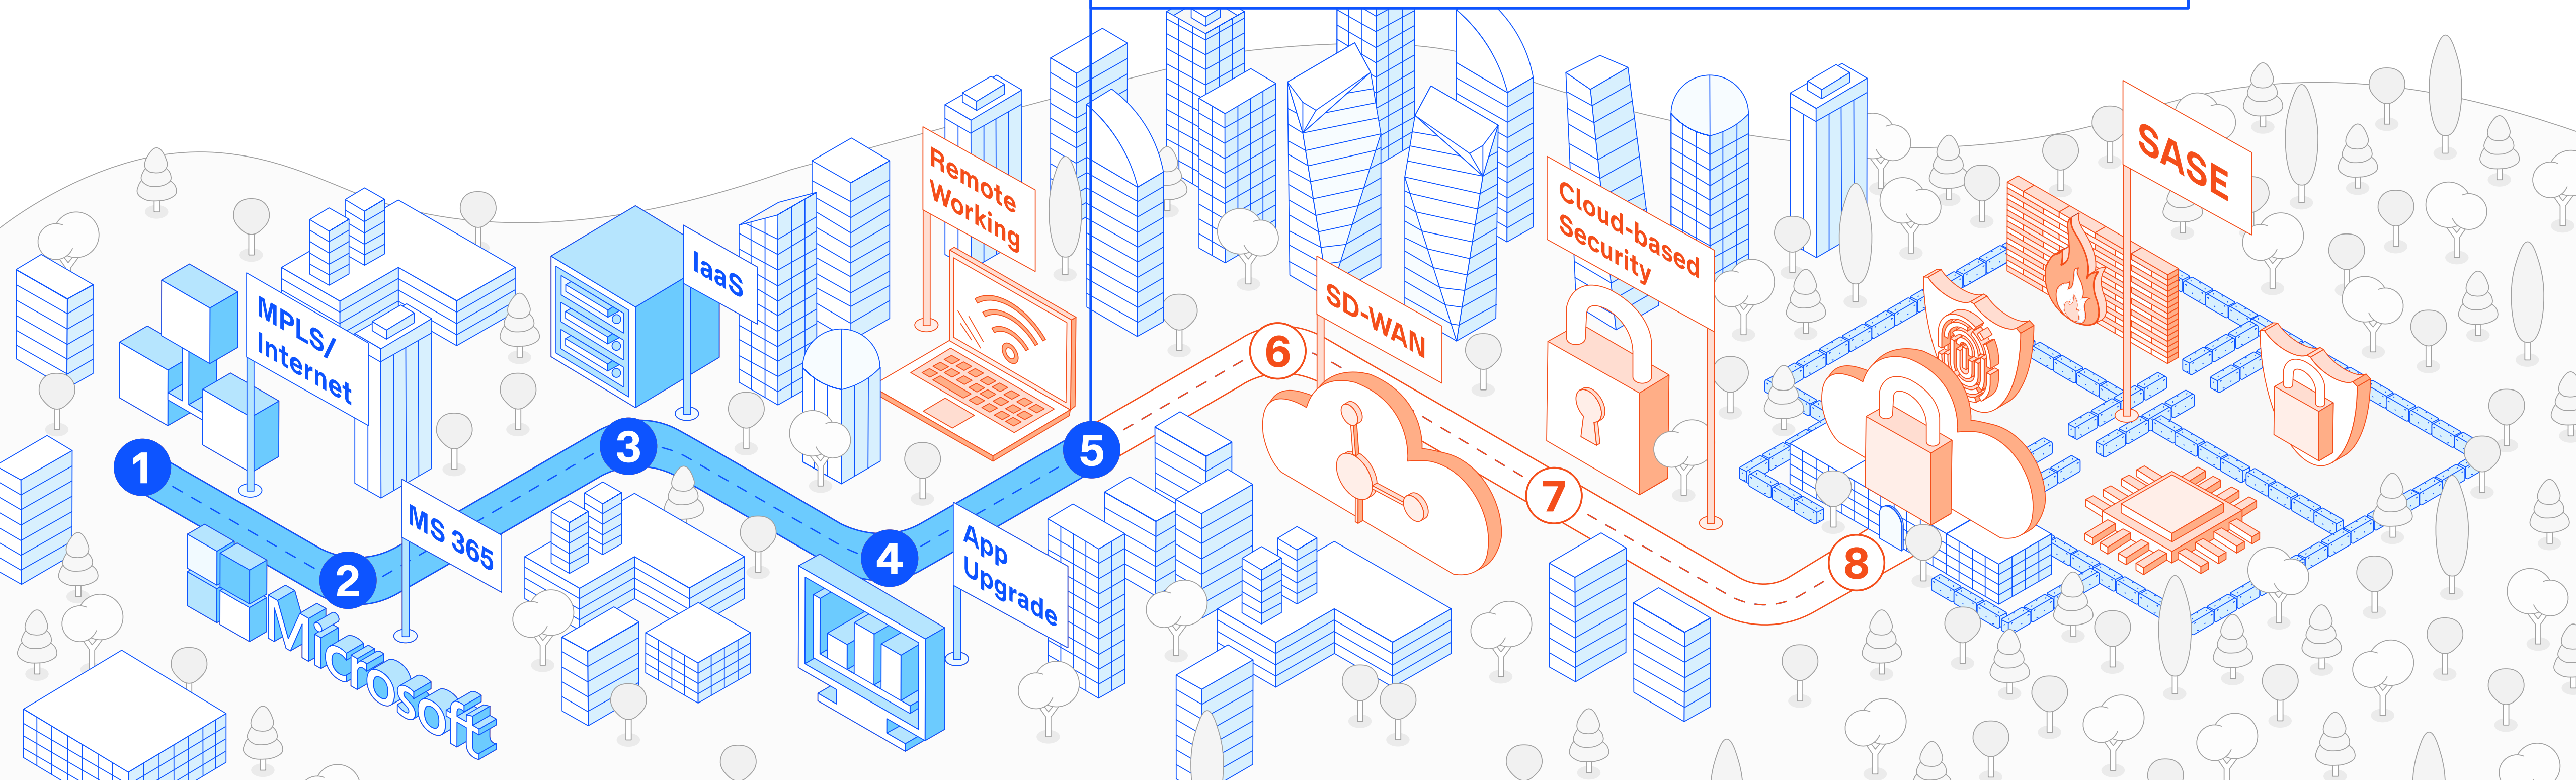 1
MPLS/
Internet
2
MS 365
Microsoft
3
IaaS
4
App
Upgrade
5
Remote
Working
6
SD-WAN
7
Cloud-based
Security
8
SASE